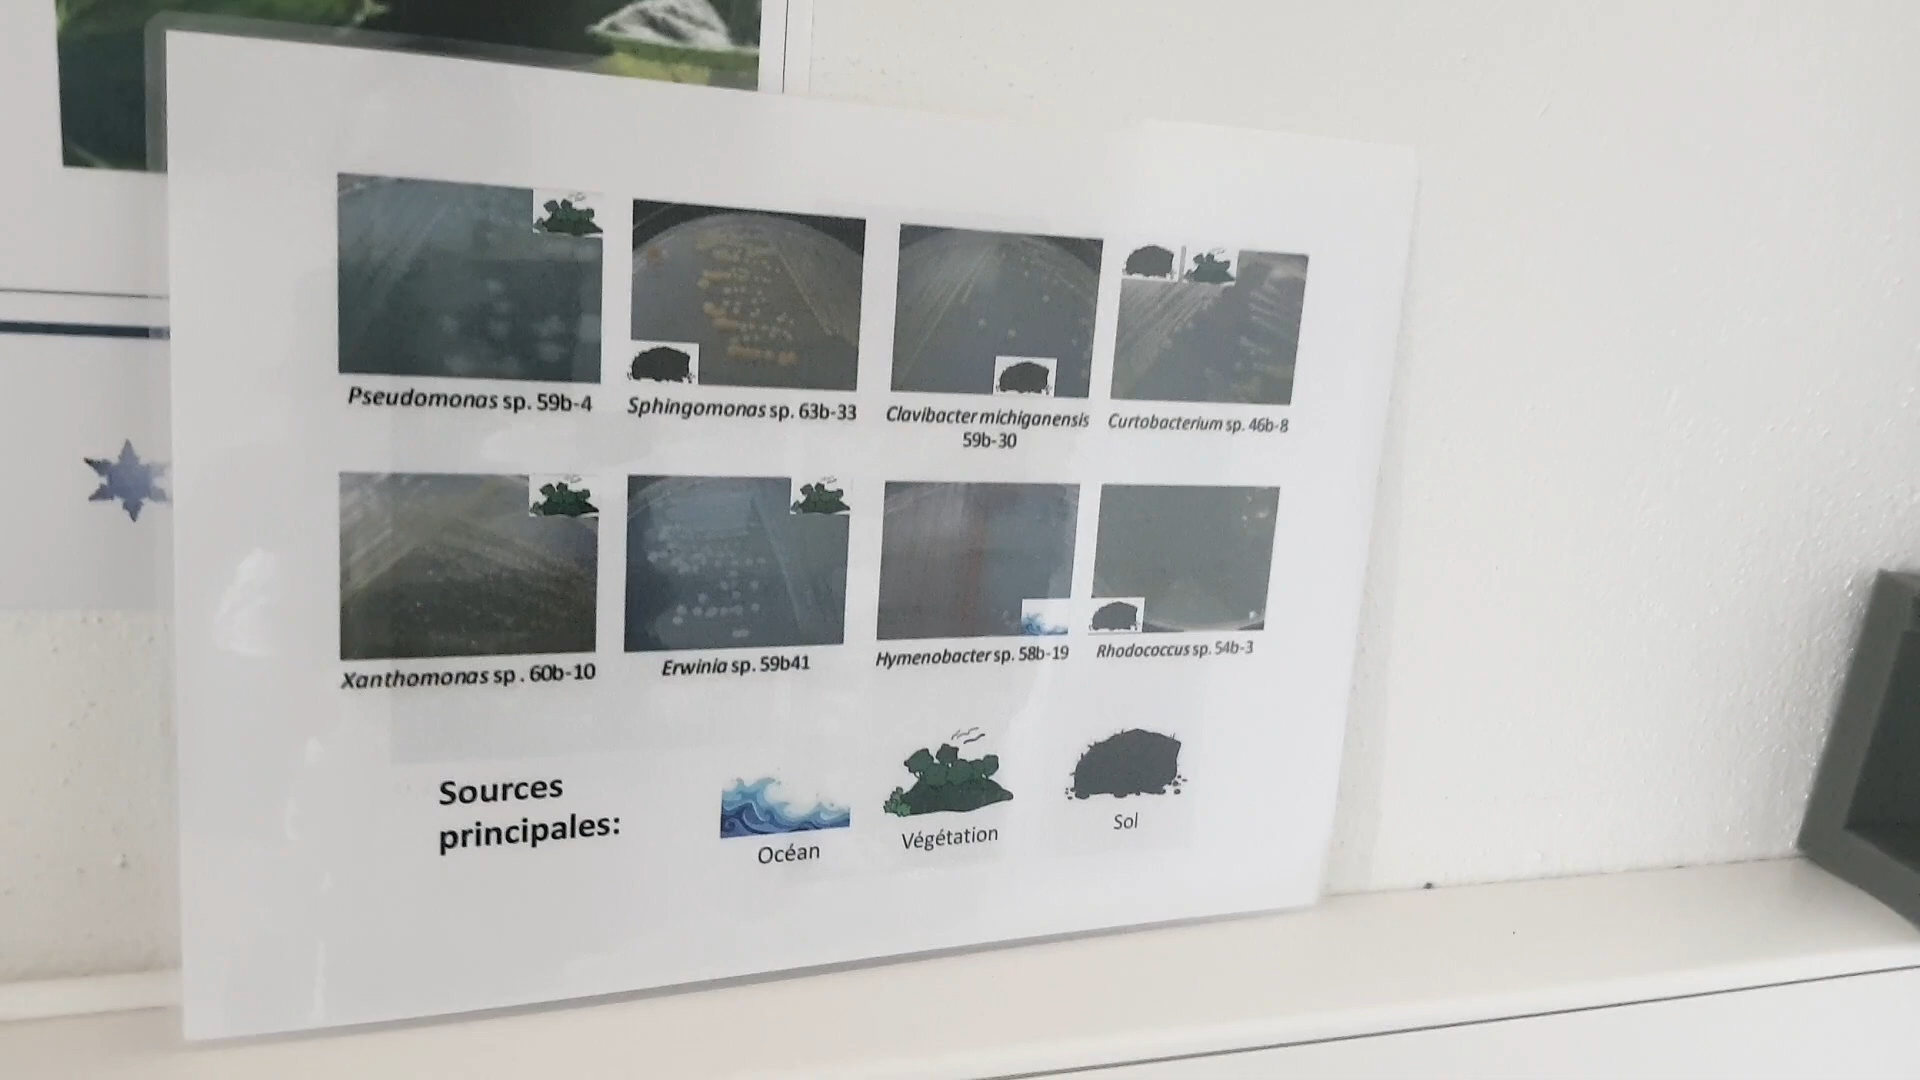 Pseudomonas sp. 59b-4
Sphingomonas sp. 63b-33
Clavibacter michiganensis
59b-30
Curtobacterium sp. 46b-8
Xanthomonas sp. 60b-10
Erwinia sp. 59b41
Hymenobacter sp. 58b-19
Rhodococcus sp. 54b-3
Sources
principales:
Océan
Végétation
Sol